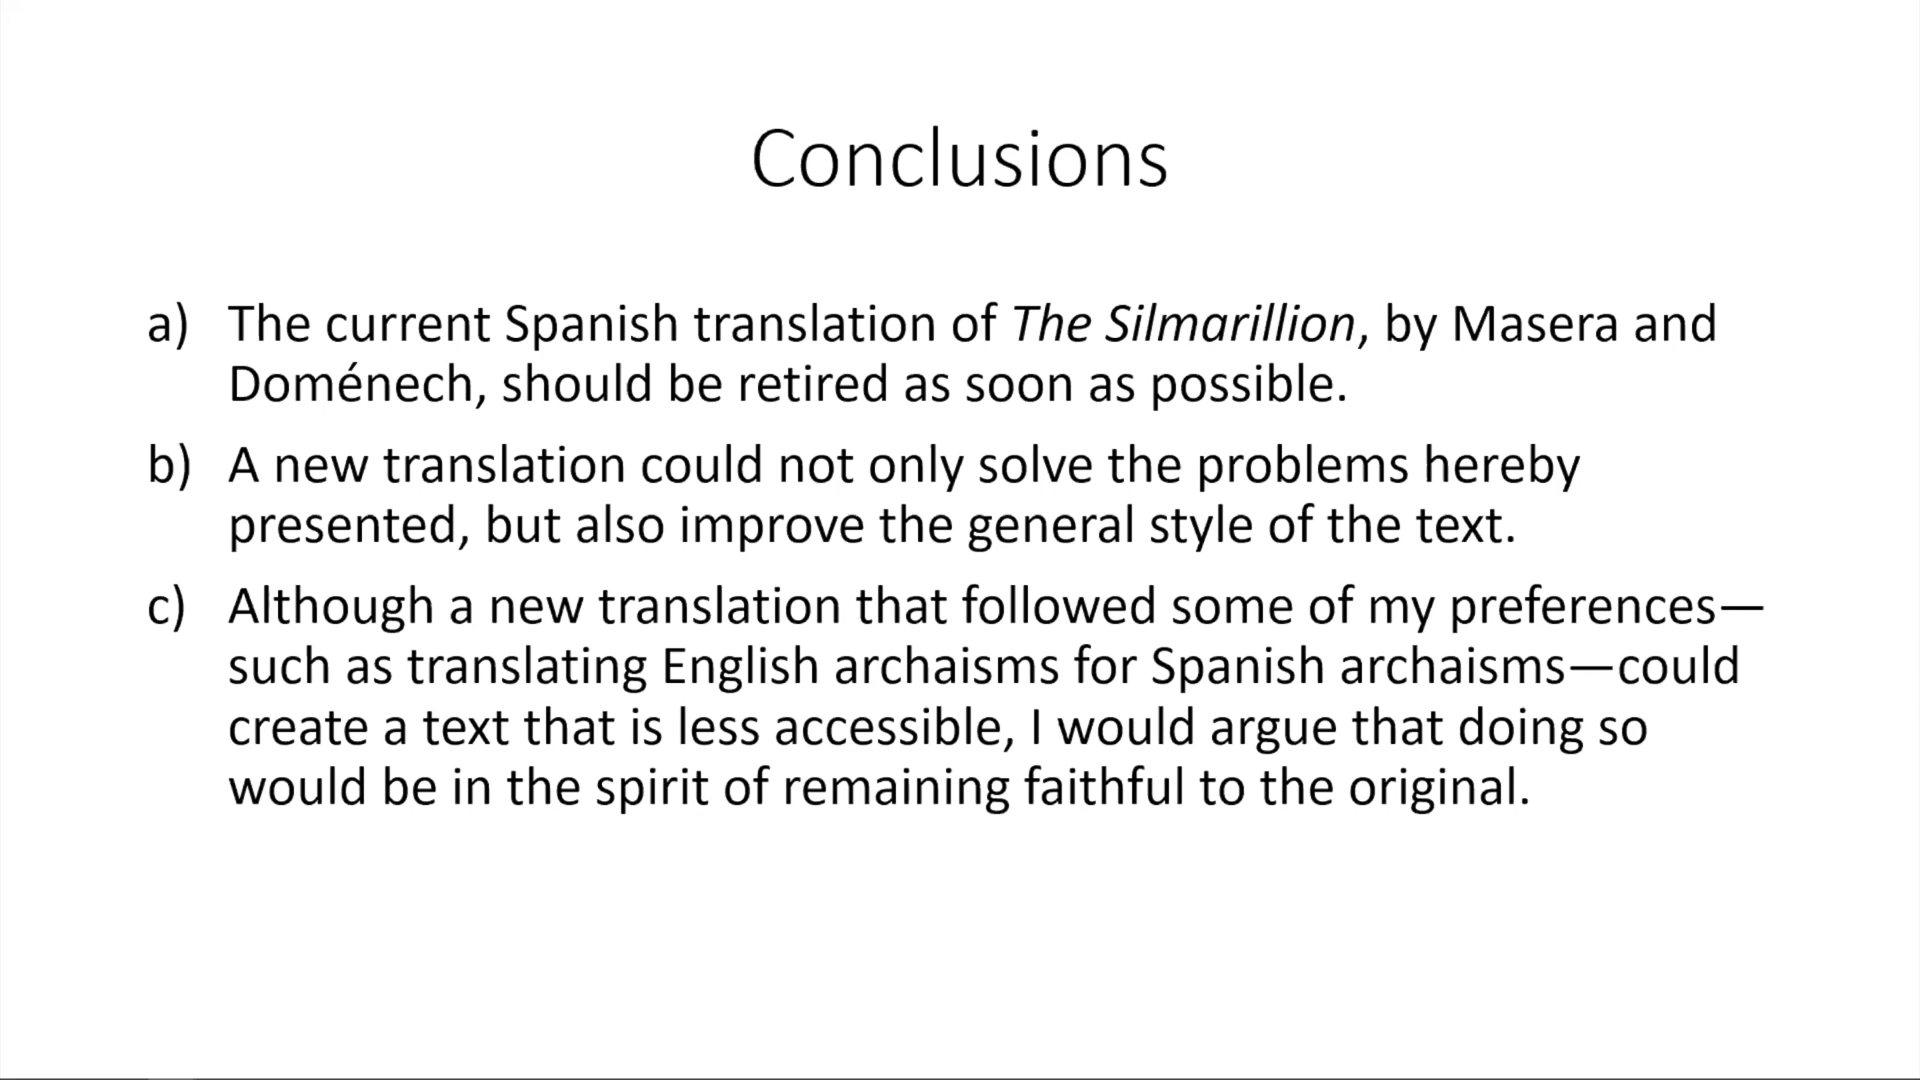 Conclusions
a) The current Spanish translation of The Silmarillion, by Masera and
Doménech, should be retired as soon as possible.
b) A new translation could not only solve the problems hereby
presented, but also improve the general style of the text.
c) Although a new translation that followed some of my preferences—
such as translating English archaisms for Spanish archaisms—could
create a text that is less accessible, I would argue that doing so
would be in the spirit of remaining faithful to the original.